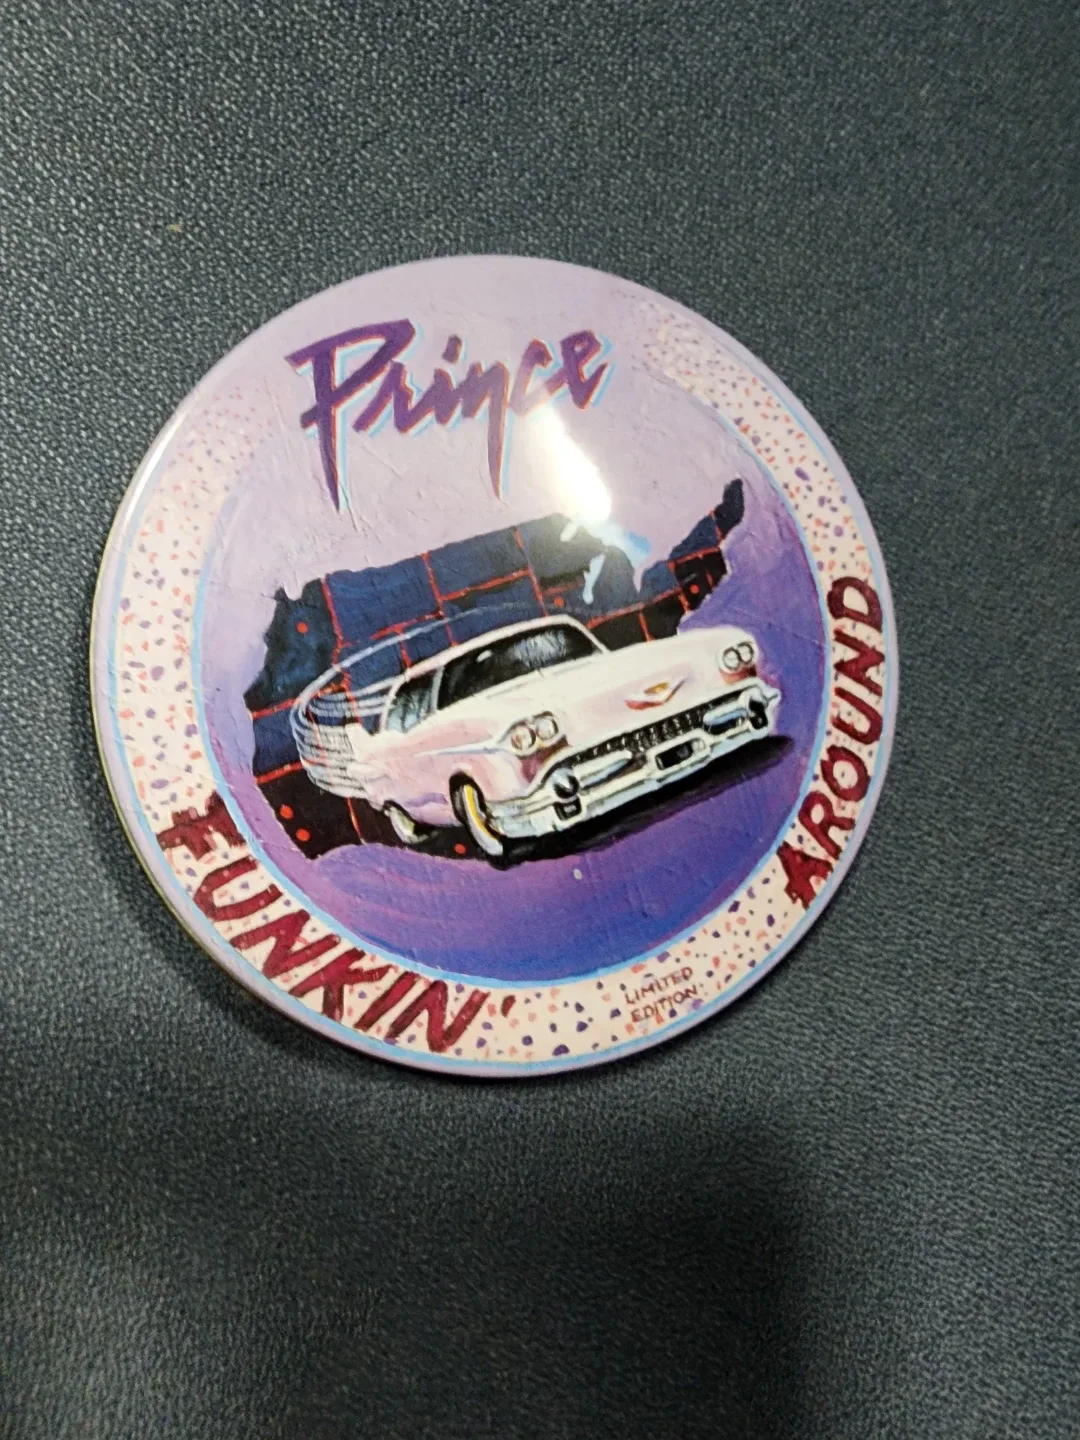 Prince
FUNKIN'
AROUND
LIMITED
EDITION